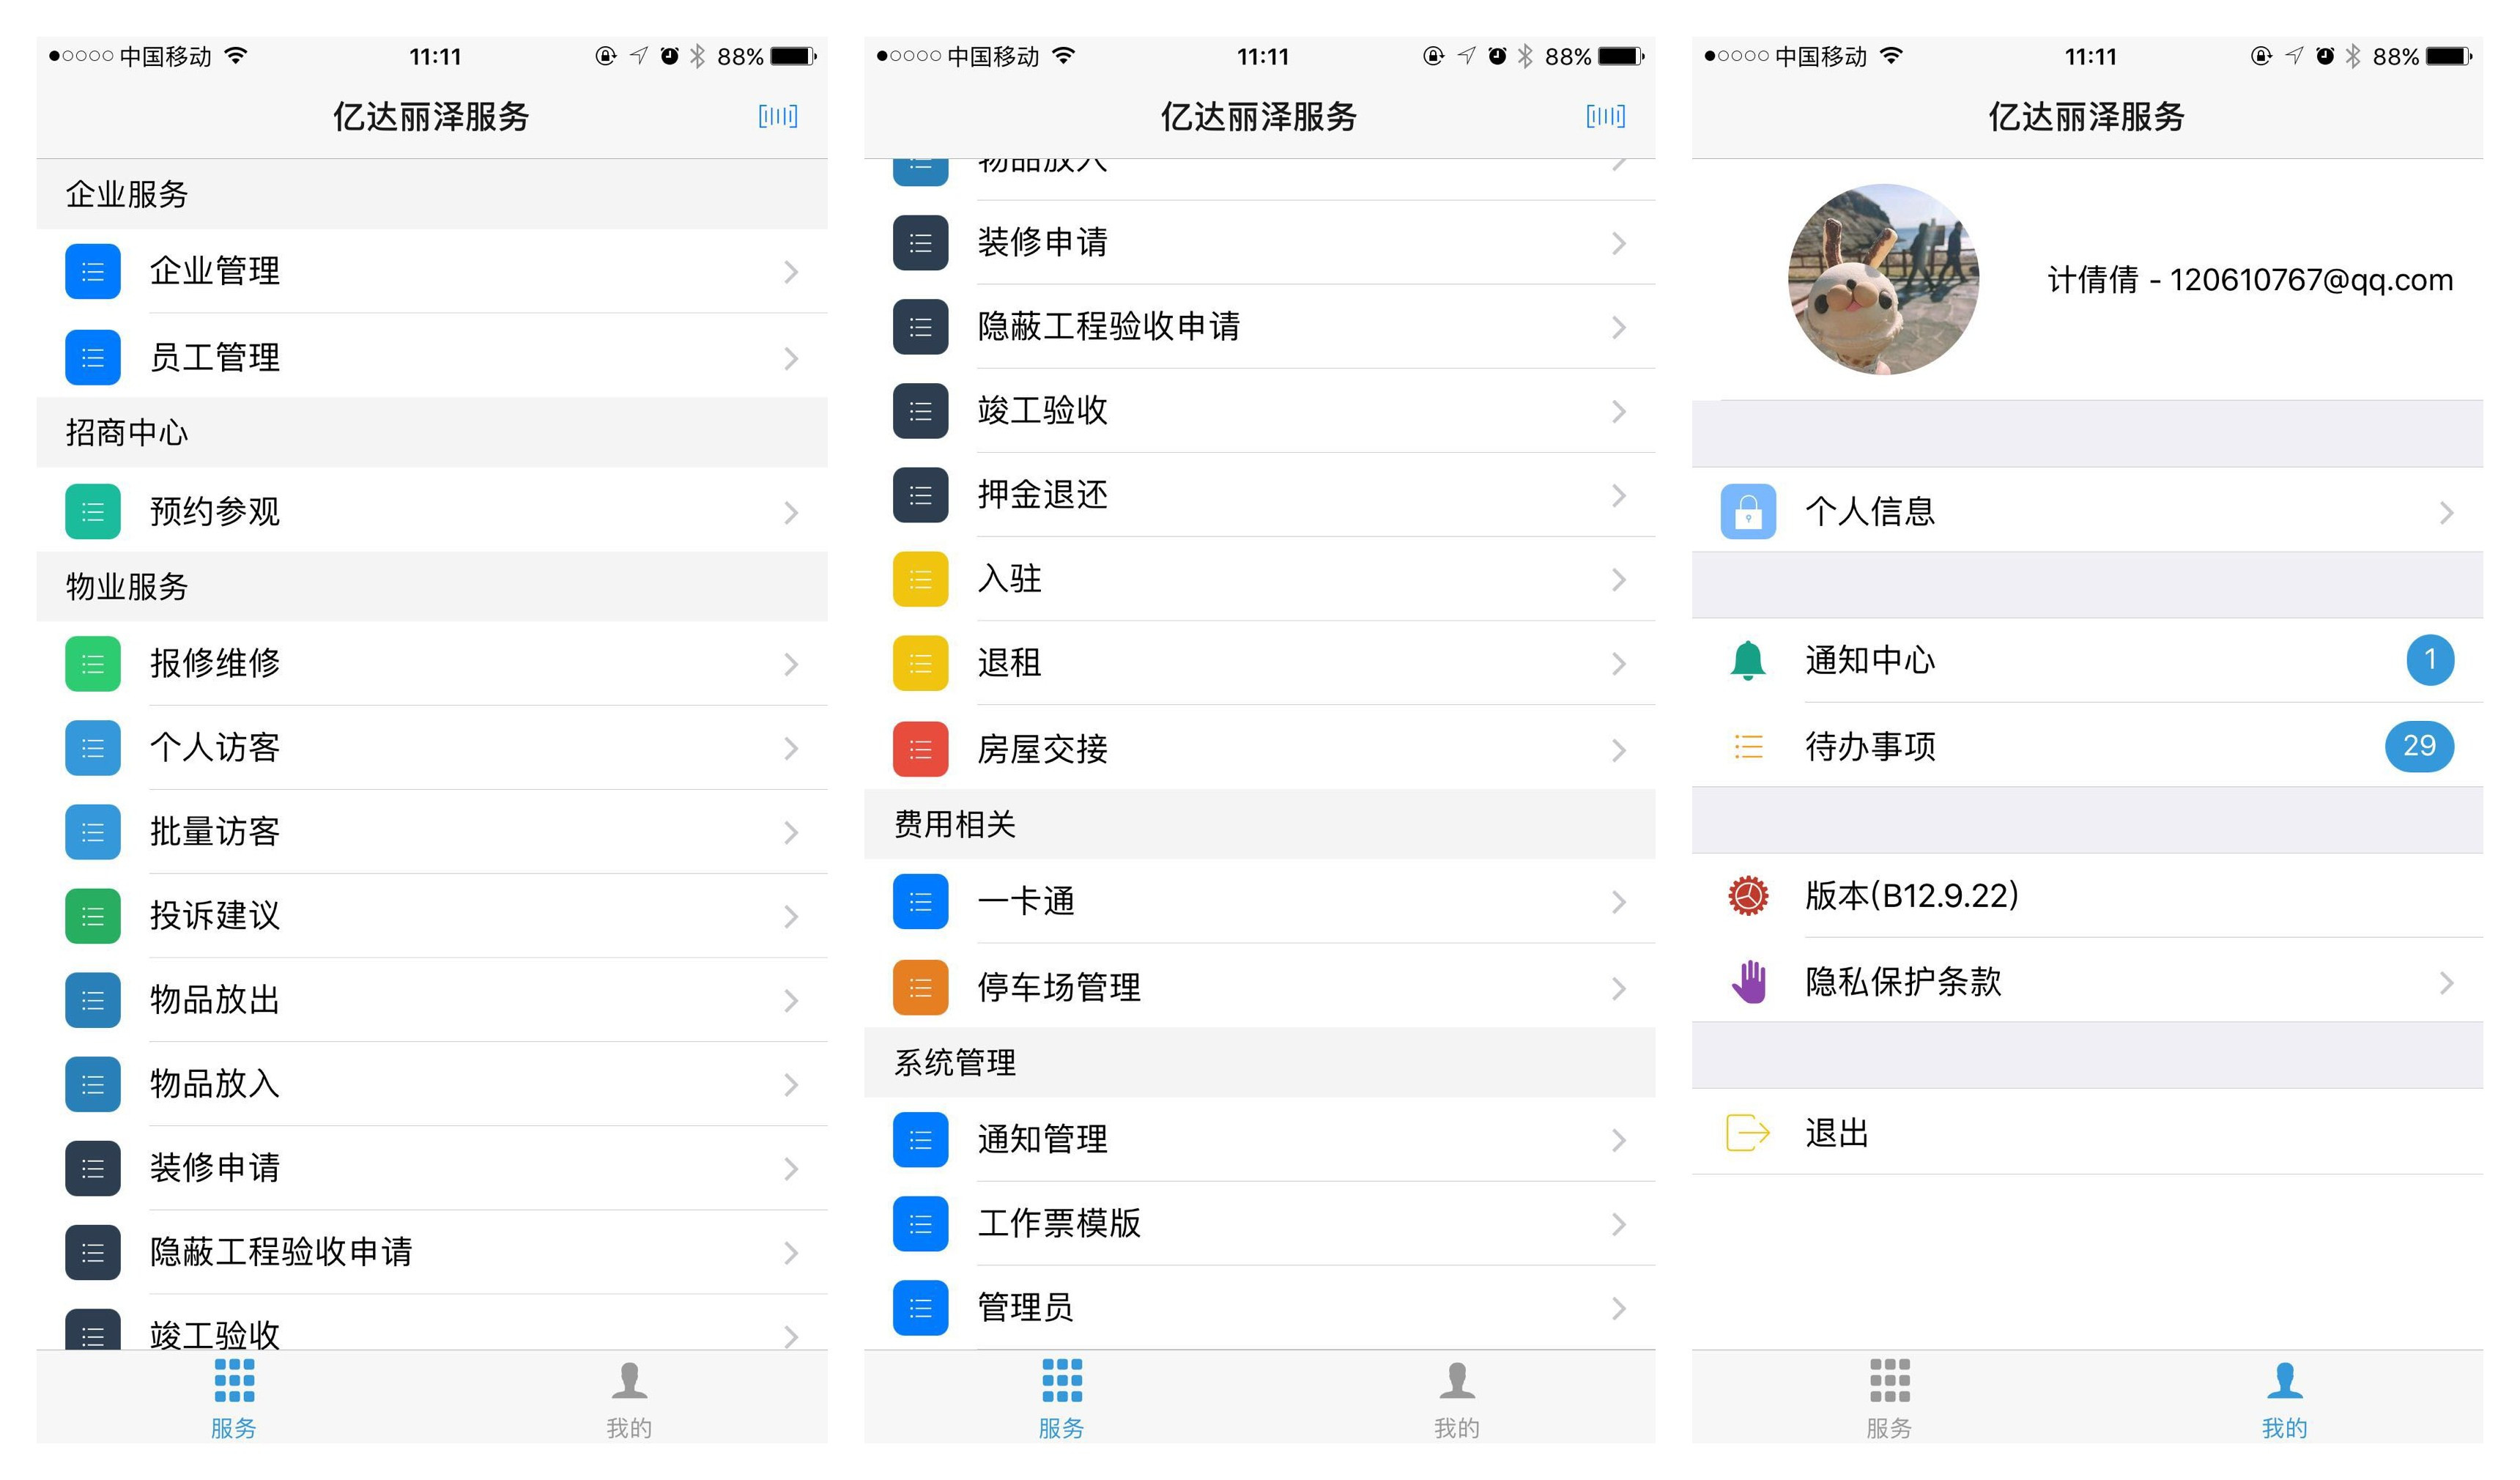 中国移动
11:11
88%
亿达丽泽服务
企业服务
企业管理
员工管理
招商中心
预约参观
物业服务
报修维修
个人访客
批量访客
投诉建议
物品放出
物品放入
装修申请
隐蔽工程验收申请
竣工验收
服务
我的
中国移动
11:11
88%
亿达丽泽服务
物品放入
装修申请
隐蔽工程验收申请
竣工验收
押金退还
入驻
退租
房屋交接
费用相关
一卡通
停车场管理
系统管理
通知管理
工作票模版
管理员
服务
我的
中国移动
11:11
88%
亿达丽泽服务
计倩倩 - 120610767@qq.com
个人信息
通知中心
1
待办事项
29
版本(B12.9.22)
隐私保护条款
退出
服务
我的